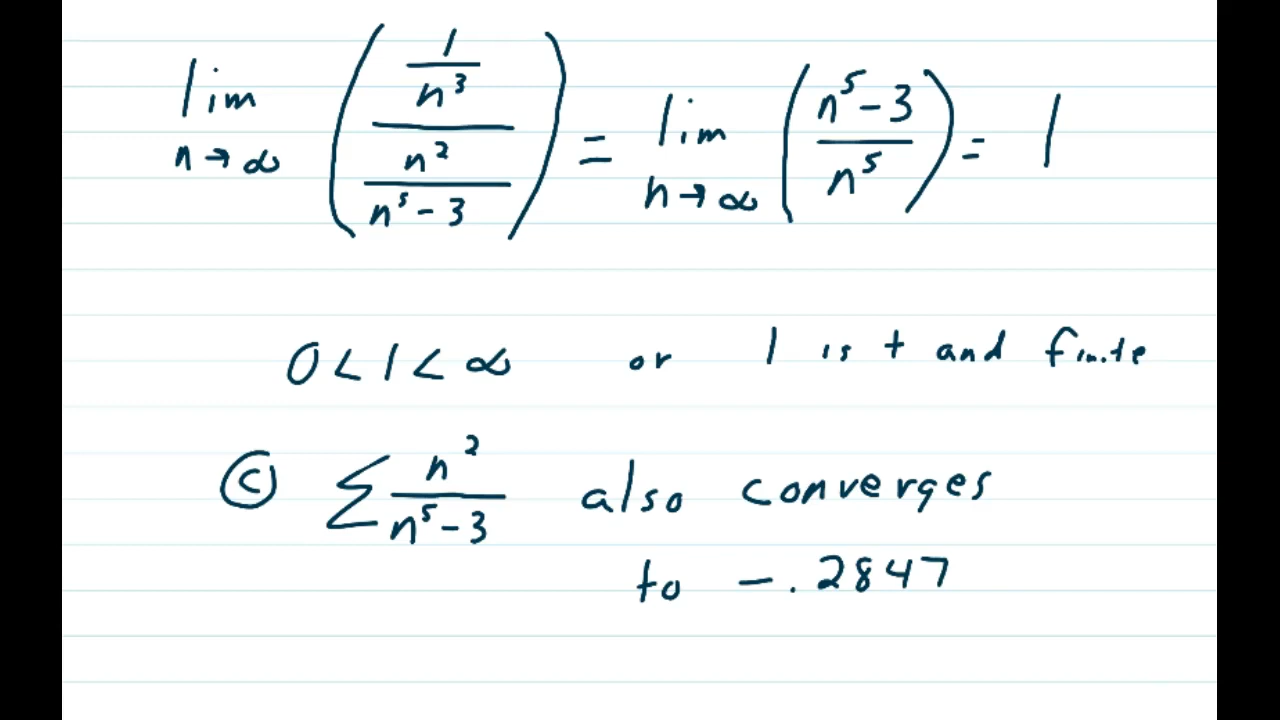 lim n→∞ ( (1/n³) / (n²/(n⁵-3)) ) = lim n→∞ ( (n⁵-3)/n⁵ ) = 1
0 < 1 < ∞ or 1 is + and finite
Ⓒ Σ n²/(n⁵-3) also converges
to -.2847